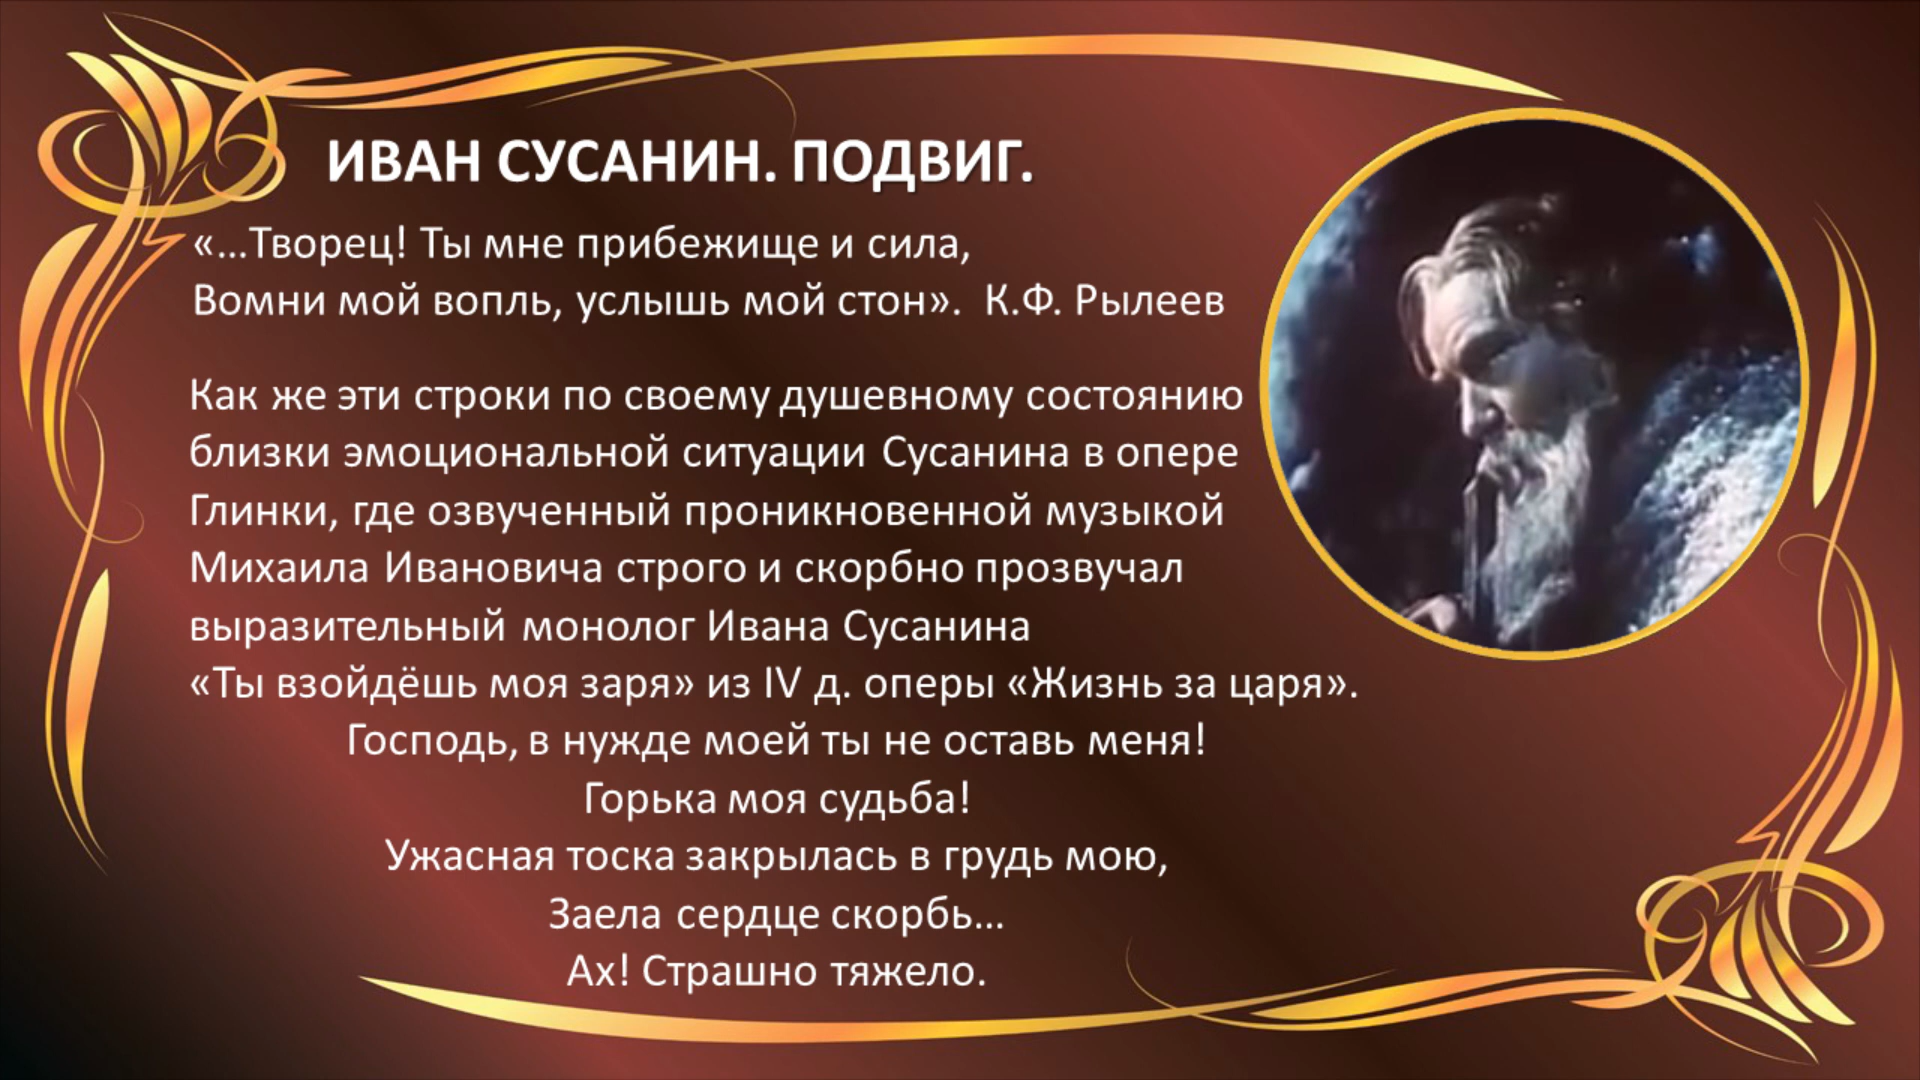 ИВАН СУСАНИН. ПОДВИГ.
«…Творец! Ты мне прибежище и сила,
Вомни мой вопль, услышь мой стон». К.Ф. Рылеев
Как же эти строки по своему душевному состоянию
близки эмоциональной ситуации Сусанина в опере
Глинки, где озвученный проникновенной музыкой
Михаила Ивановича строго и скорбно прозвучал
выразительный монолог Ивана Сусанина
«Ты взойдёшь моя заря» из IV д. оперы «Жизнь за царя».
Господь, в нужде моей ты не оставь меня!
Горька моя судьба!
Ужасная тоска закрылась в грудь мою,
Заела сердце скорбь…
Ах! Страшно тяжело.